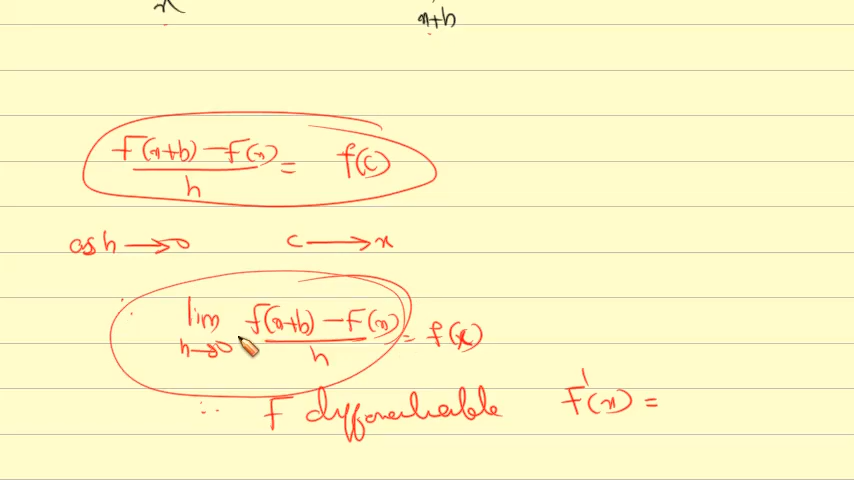 x x+h
F(x+h) - F(x) / h = f(c)
as h → 0 c → x
∴ lim h→0 f(x+h) - F(x) / h = f(x)
∴ F differentiable F'(x) =